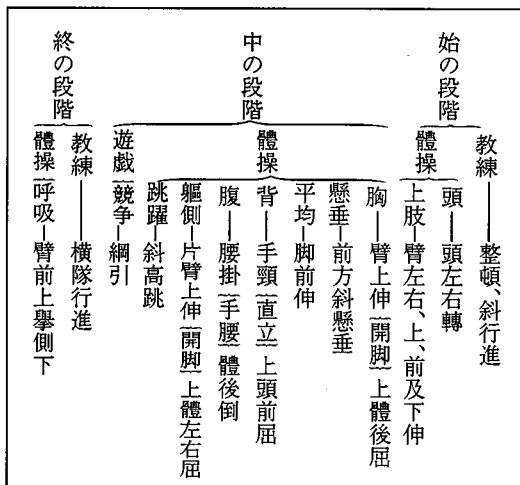 始の段階
教練―整頓、斜行進
體操
頭―頭左右轉
上肢―臂左右、上、前及下伸
中の段階
體操
胸―臂上伸(開脚)上體後屈
懸垂―前方斜懸垂
平均―脚前伸
背―手頸(直立)上頭前屈
腹―腰掛(手腰)體後倒
軀側―片臂上伸(開脚)上體左右屈
跳躍―斜高跳
遊戯(競争―綱引
終の段階
教練―横隊行進
體操(呼吸―臂前上擧側下